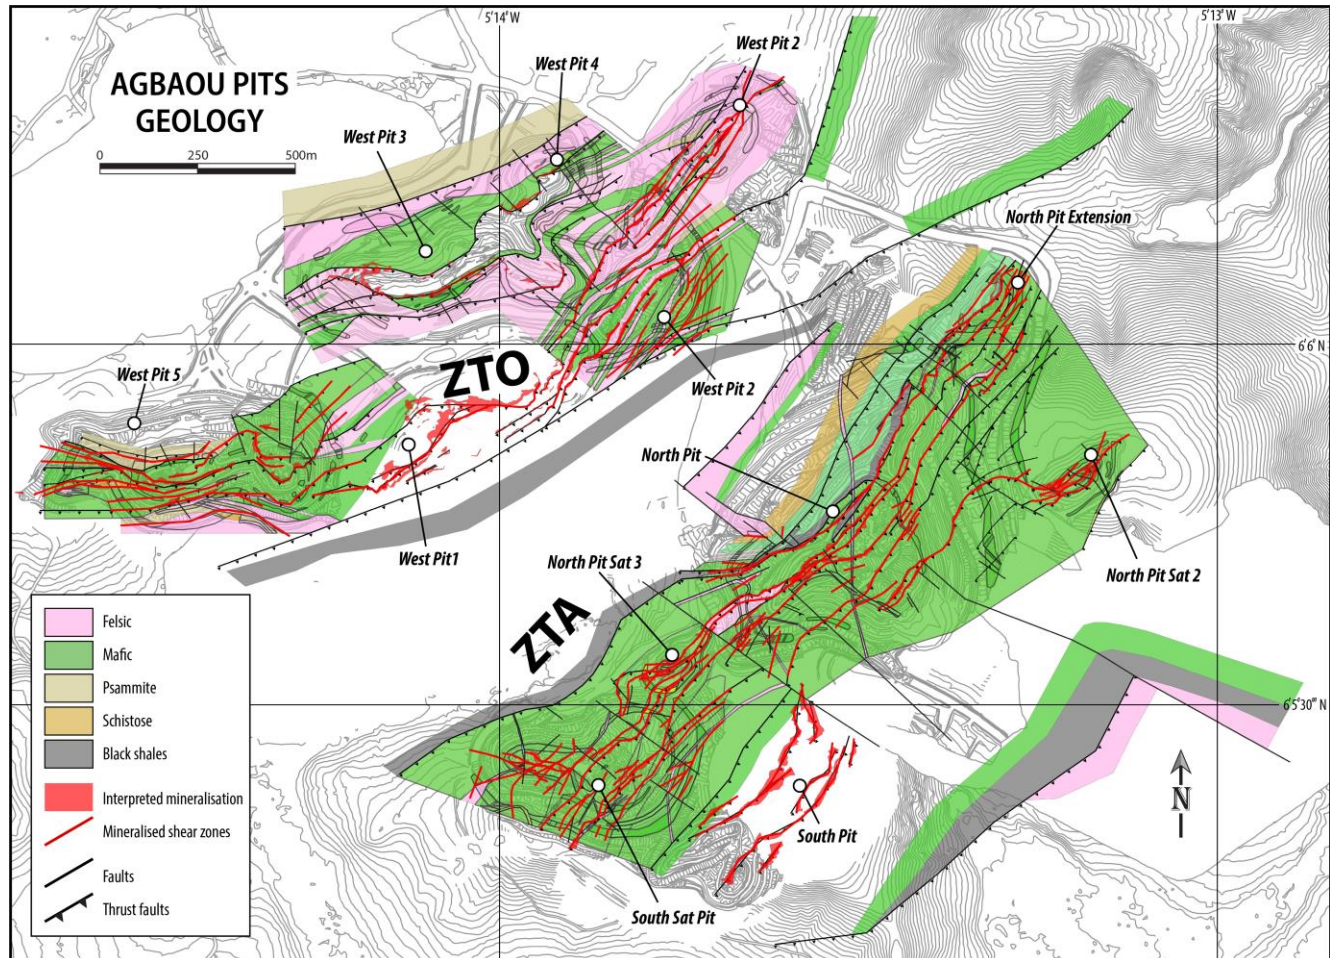 5'14' W
5'13' W
AGBAOU PITS
GEOLOGY
0 250 500m
West Pit 2
West Pit 4
West Pit 3
North Pit Extension
6'6' N
West Pit 5
ZTO
West Pit 2
North Pit
West Pit1
North Pit Sat 3
North Pit Sat 2
ZTA
6'5'30" N
South Pit
South Sat Pit
N
Felsic
Mafic
Psammite
Schistose
Black shales
Interpreted mineralisation
Mineralised shear zones
Faults
Thrust faults